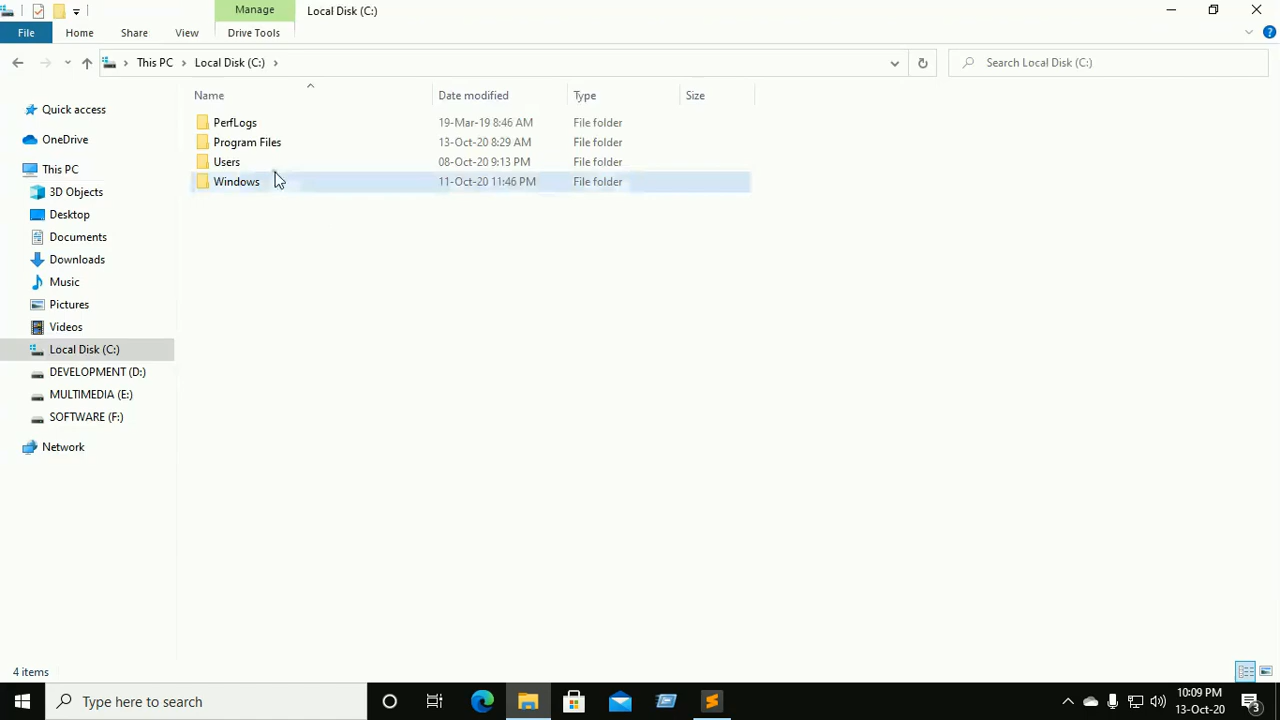 Manage
Local Disk (C:)
File
Home
Share
View
Drive Tools
This PC
Local Disk (C:)
Search Local Disk (C:)
Name
Date modified
Type
Size
PerfLogs 19-Mar-19 8:46 AM File folder
Program Files 13-Oct-20 8:29 AM File folder
Users 08-Oct-20 9:13 PM File folder
Windows 11-Oct-20 11:46 PM File folder
Quick access
OneDrive
This PC
3D Objects
Desktop
Documents
Downloads
Music
Pictures
Videos
Local Disk (C:)
DEVELOPMENT (D:)
MULTIMEDIA (E:)
SOFTWARE (F:)
Network
4 items
Type here to search
10:09 PM
13-Oct-20
3